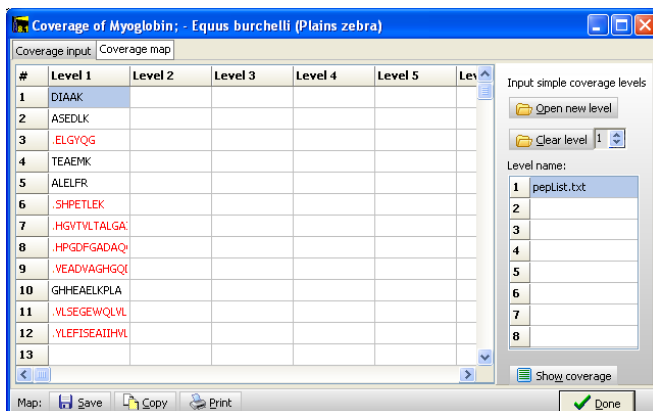 Coverage of Myoglobin; - Equus burchelli (Plains zebra)
Coverage input Coverage map
# Level 1 Level 2 Level 3 Level 4 Level 5 Lev
1 DIAAK
2 ASEDLK
3 .ELGYQG
4 TEAEMK
5 ALELFR
6 .SHPETLEK
7 .HGVTVLTALGA
8 .HPGDFGADAQ
9 .VEADVAGHGQD
10 GHHEAELKPLA
11 .VLSEGEWQLVL
12 .YLEFISEAIIHVL
13
Input simple coverage levels
Open new level
Clear level 1
Level name:
1 pepList.txt
2
3
4
5
6
7
8
Show coverage
Map: Save Copy Print
Done